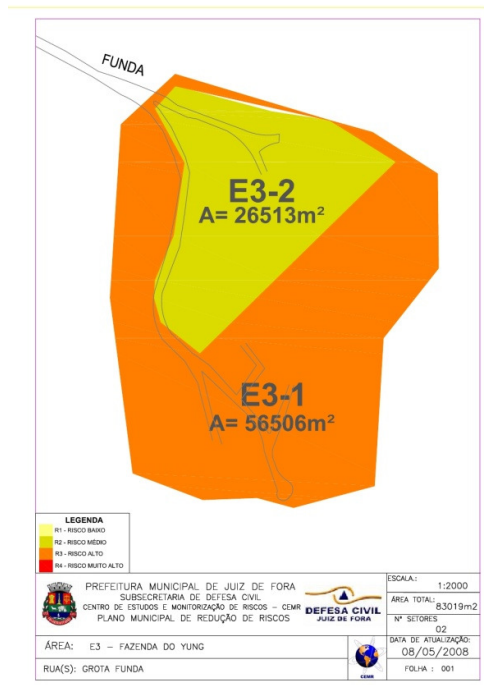 FUNDA
E3-2
A= 26513m²
E3-1
A= 56506m²
LEGENDA
R1 - RISCO BAIXO
R2 - RISCO MÉDIO
R3 - RISCO ALTO
R4 - RISCO MUITO ALTO
PREFEITURA MUNICIPAL DE JUIZ DE FORA
SUBSECRETARIA DE DEFESA CIVIL
CENTRO DE ESTUDOS E MONITORIZAÇÃO DE RISCOS - CEMR
PLANO MUNICIPAL DE REDUÇÃO DE RISCOS
DEFESA CIVIL
JUIZ DE FORA
ESCALA.:
1:2000
ÁREA TOTAL:
83019m2
N° SETORES
02
ÁREA: E3 - FAZENDA DO YUNG
RUA(S): GROTA FUNDA
CEMR
DATA DE ATUALIZAÇÃO:
08/05/2008
FOLHA : 001